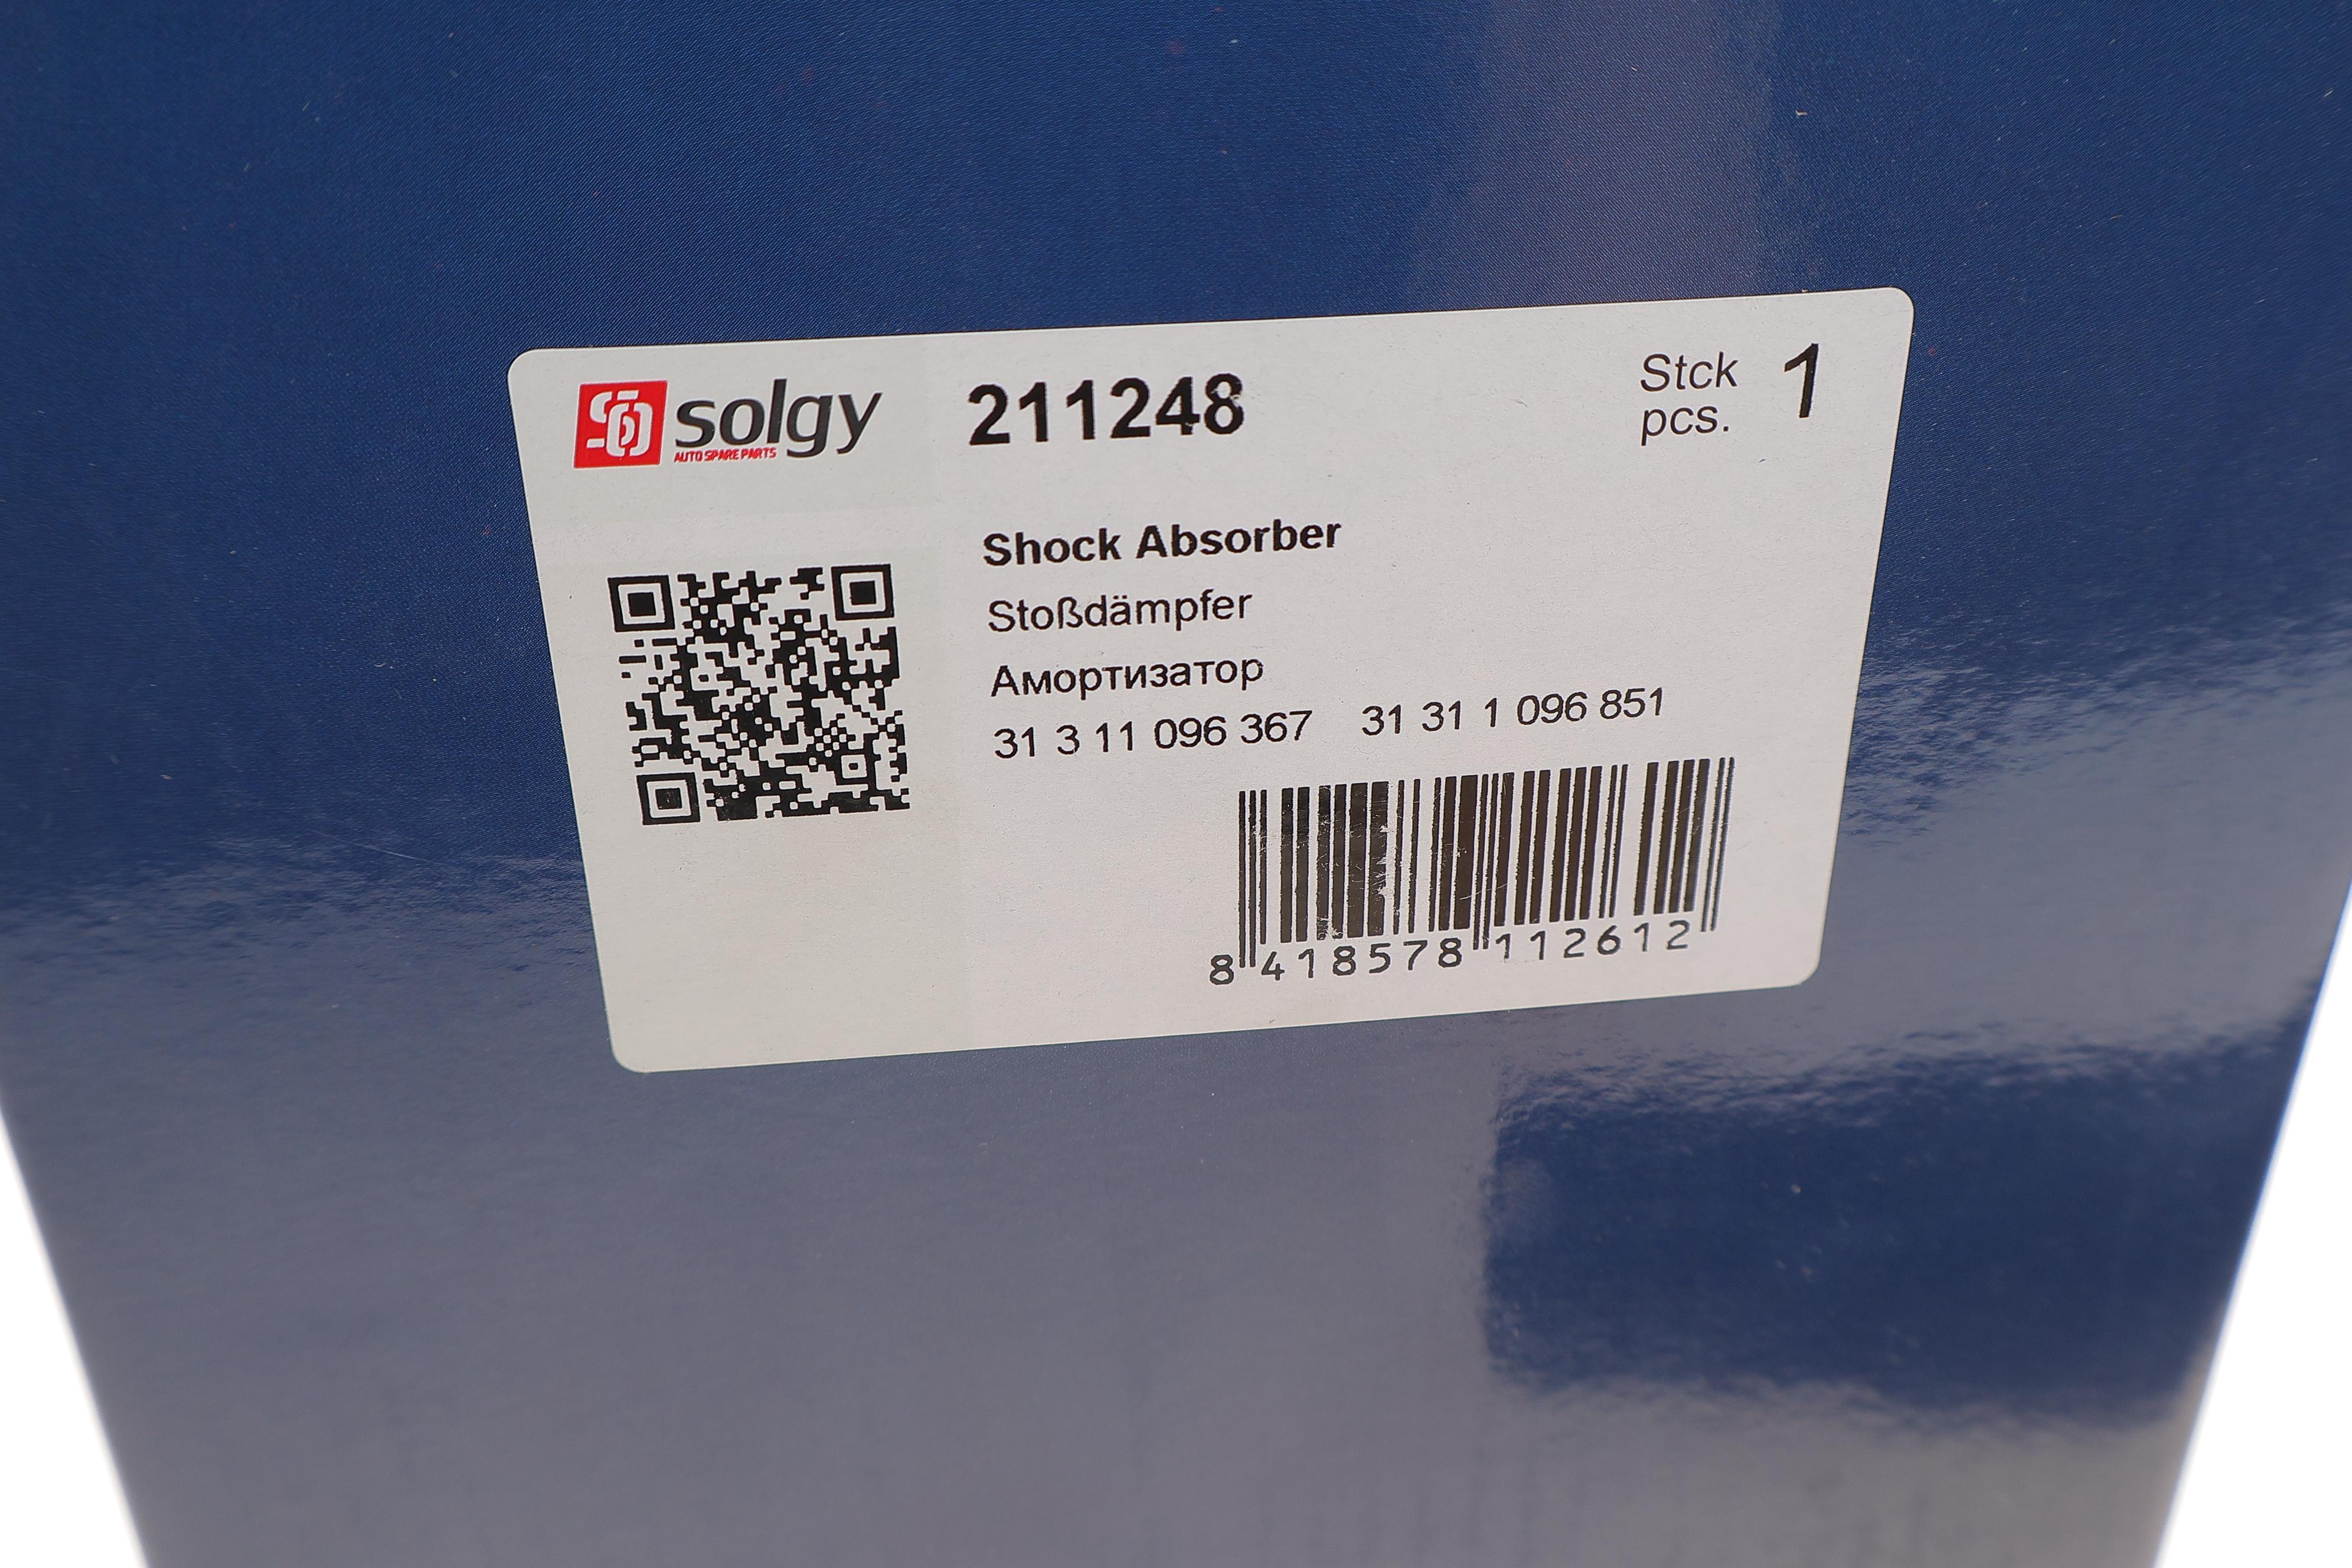 solgy
AUTO SPARE PARTS
211248
Stck
pcs. 1
Shock Absorber
Stoßdämpfer
Амортизатор
31 3 11 096 367 31 31 1 096 851
8 418578 112612